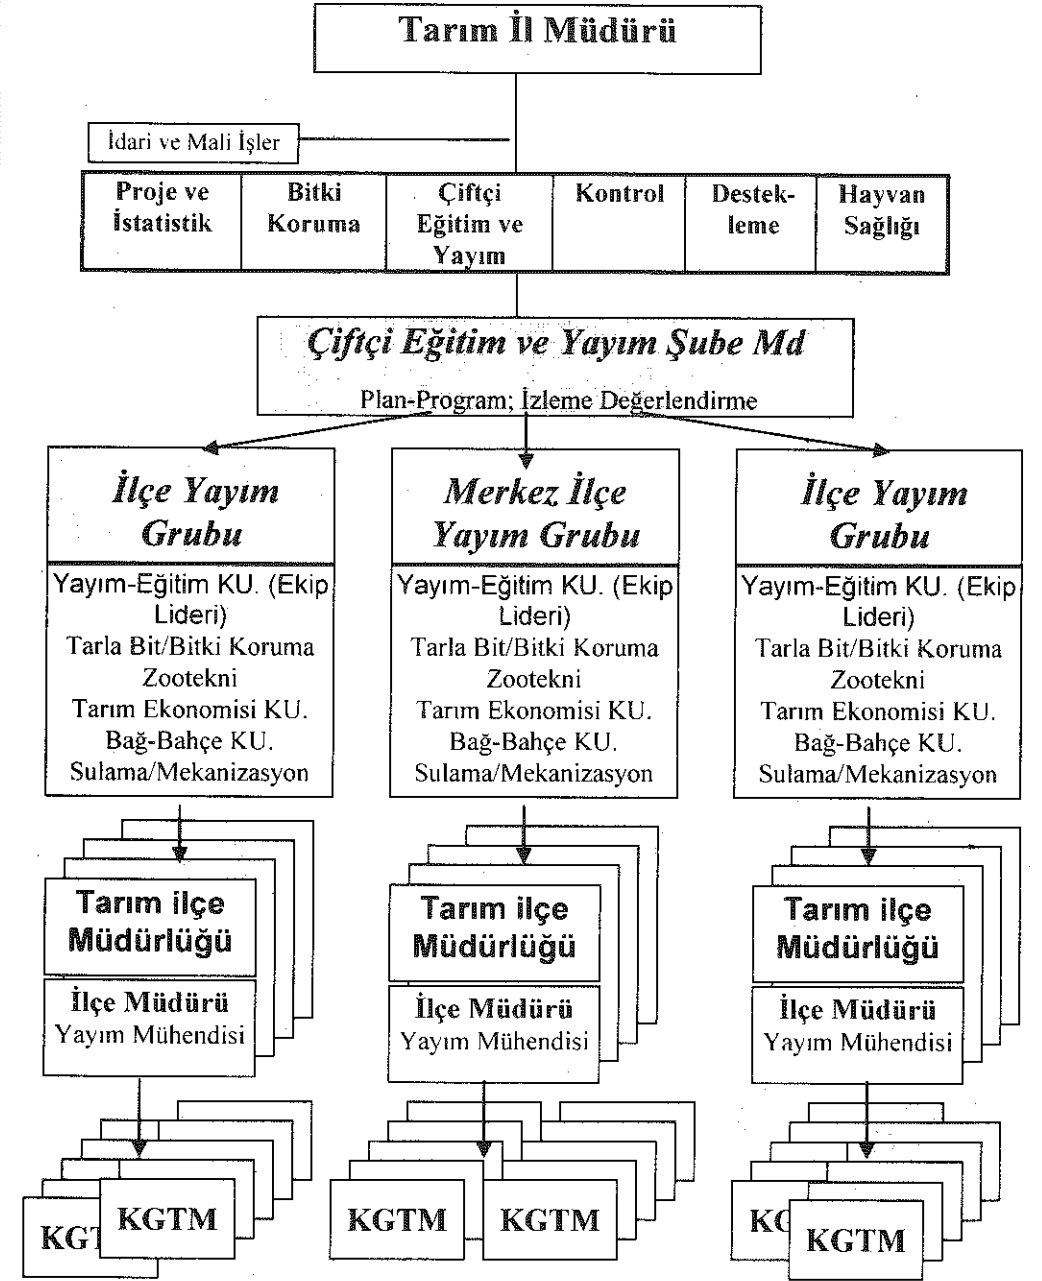 Tarım İl Müdürü
İdari ve Mali İşler
Proje ve
İstatistik
Bitki
Koruma
Çiftçi
Eğitim ve
Yayım
Kontrol
Destek-
leme
Hayvan
Sağlığı
Çiftçi Eğitim ve Yayım Şube Md
Plan-Program; İzleme Değerlendirme
İlçe Yayım
Grubu
Yayım-Eğitim KU. (Ekip
Lideri)
Tarla Bit/Bitki Koruma
Zootekni
Tarım Ekonomisi KU.
Bağ-Bahçe KU.
Sulama/Mekanizasyon
Merkez İlçe
Yayım Grubu
Yayım-Eğitim KU. (Ekip
Lideri)
Tarla Bit/Bitki Koruma
Zootekni
Tarım Ekonomisi KU.
Bağ-Bahçe KU.
Sulama/Mekanizasyon
İlçe Yayım
Grubu
Yayım-Eğitim KU. (Ekip
Lideri)
Tarla Bit/Bitki Koruma
Zootekni
Tarım Ekonomisi KU.
Bağ-Bahçe KU.
Sulama/Mekanizasyon
Tarım ilçe
Müdürlüğü
İlçe Müdürü
Yayım Mühendisi
Tarım ilçe
Müdürlüğü
İlçe Müdürü
Yayım Mühendisi
Tarım ilçe
Müdürlüğü
İlçe Müdürü
Yayım Mühendisi
KGT
KGTM
KGTM
KGTM
KG
KGTM